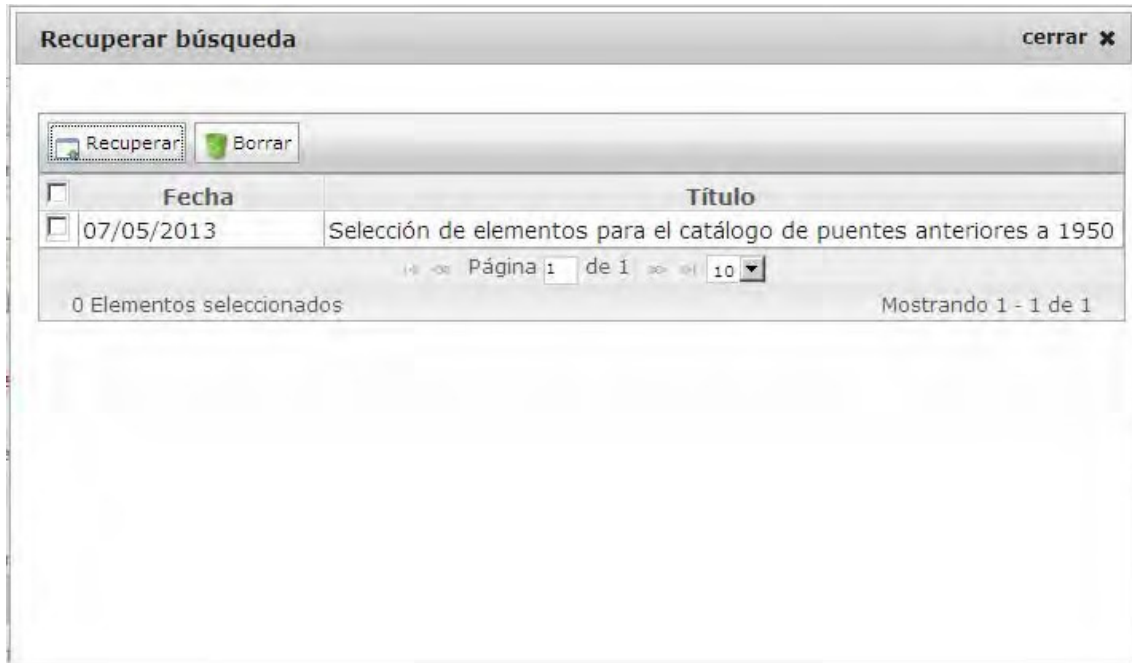 Recuperar búsqueda cerrar ✖
Recuperar Borrar
Fecha Título
07/05/2013 Selección de elementos para el catálogo de puentes anteriores a 1950
Página 1 de 1 10
0 Elementos seleccionados Mostrando 1 - 1 de 1